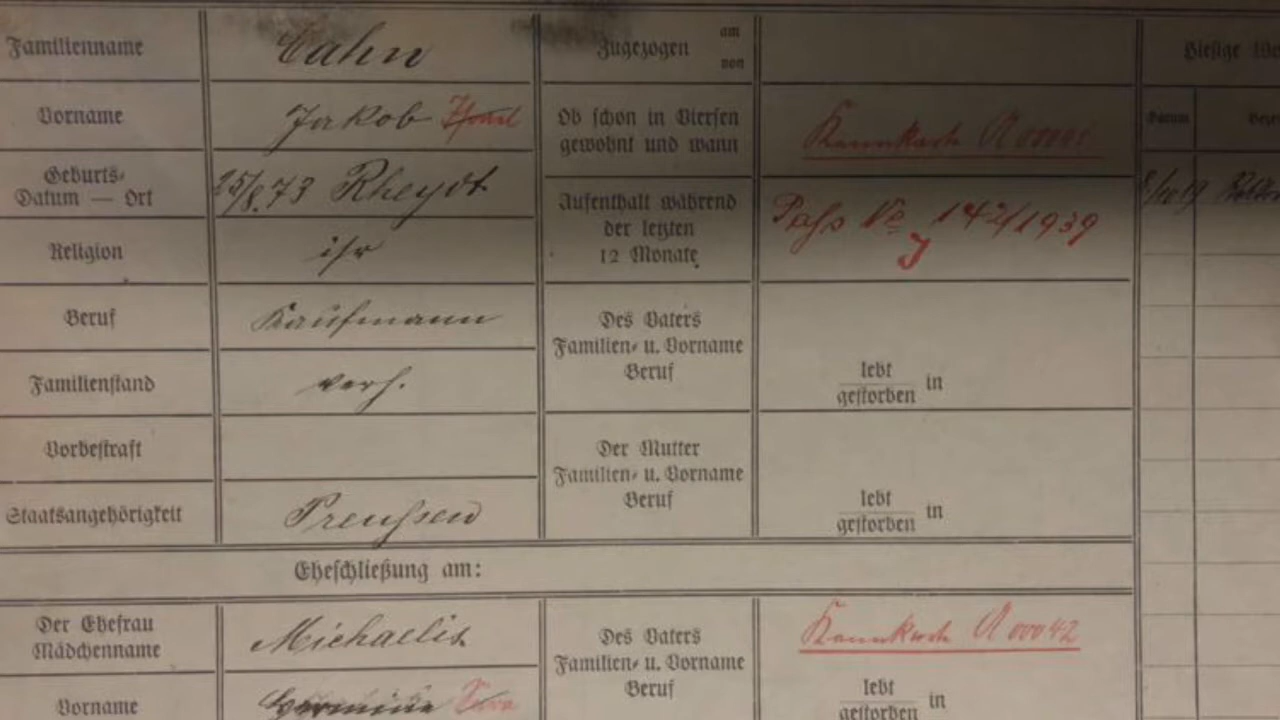 Familienname Cahn Zugezogen am von Hiesige
Vorname Jakob Israel Ob schon in Viersen gewohnt und wann Kennkarte A 00041
Datum
Geburts-
Datum — Ort 25/8.73 Rheydt
Aufenthalt während
der letzten
12 Monate Pass No J 142/1939
Religion isr
Beruf Kaufmann
Des Vaters
Familien- u. Vorname
Beruf lebt gestorben in
Familienstand verh.
Vorbestraft
Der Mutter
Familien- u. Vorname
Beruf lebt gestorben in
Staatsangehörigkeit Preussen
Eheschließung am:
Der Ehefrau
Mädchenname Michaelis
Des Vaters
Familien- u. Vorname
Beruf Kennkarte A 00042
lebt gestorben in
Vorname Hermine Sara